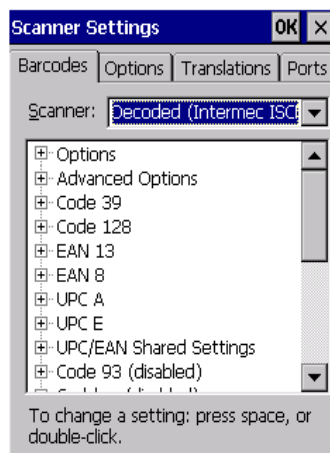 Scanner Settings OK ×
Barcodes Options Translations Ports
Scanner: Decoded (Intermec ISC
Options
Advanced Options
Code 39
Code 128
EAN 13
EAN 8
UPC A
UPC E
UPC/EAN Shared Settings
Code 93 (disabled)
To change a setting: press space, or
double-click.